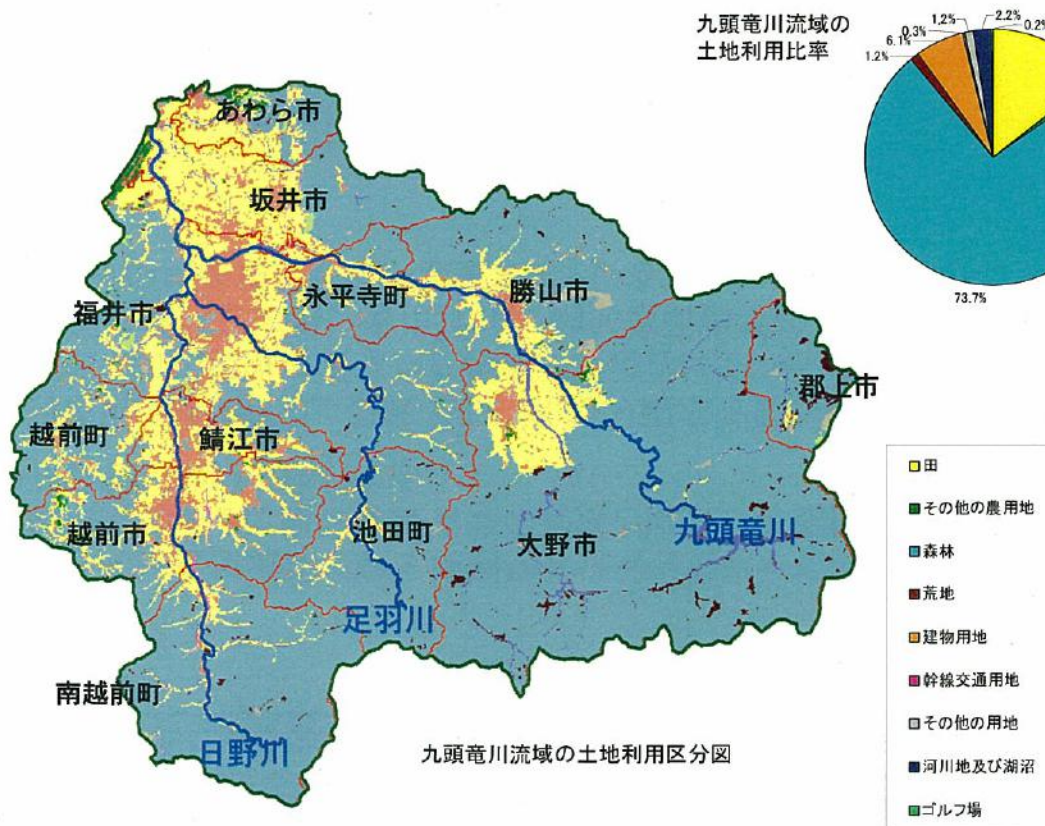 九頭竜川流域の
土地利用比率
0.3%
1.2%
2.2%
0.2%
6.1%
1.2%
73.7%
あわら市
坂井市
永平寺町
勝山市
福井市
郡上市
越前町
鯖江市
越前市
池田町
大野市
九頭竜川
足羽川
南越前町
日野川
九頭竜川流域の土地利用区分図
田
その他の農用地
森林
荒地
建物用地
幹線交通用地
その他の用地
河川地及び湖沼
ゴルフ場